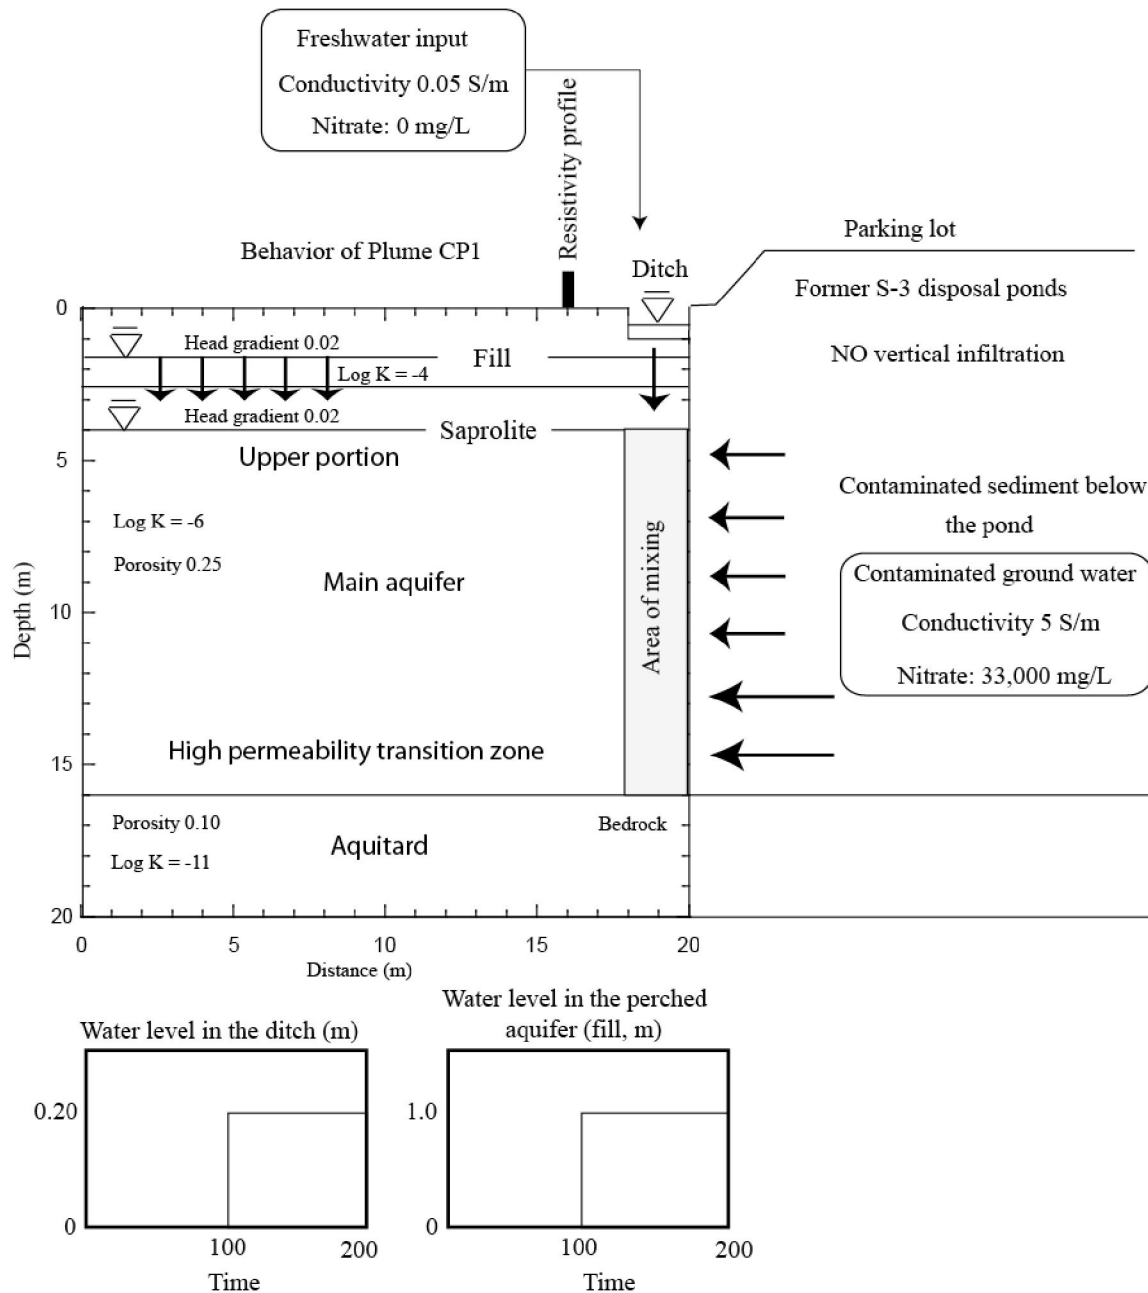 Freshwater input
Conductivity 0.05 S/m
Nitrate: 0 mg/L
Resistivity profile
Behavior of Plume CP1
Ditch
Parking lot
Former S-3 disposal ponds
NO vertical infiltration
0
Head gradient 0.02
Fill
Log K = -4
Head gradient 0.02
Saprolite
5
Upper portion
Contaminated sediment below
the pond
Log K = -6
Porosity 0.25
Main aquifer
Area of mixing
Contaminated ground water
Conductivity 5 S/m
Nitrate: 33,000 mg/L
Depth (m)
10
High permeability transition zone
15
Porosity 0.10
Bedrock
Aquitard
Log K = -11
20
0 5 10 15 20
Distance (m)
Water level in the ditch (m)
0.20
0
100 200
Time
Water level in the perched
aquifer (fill, m)
1.0
0
100 200
Time